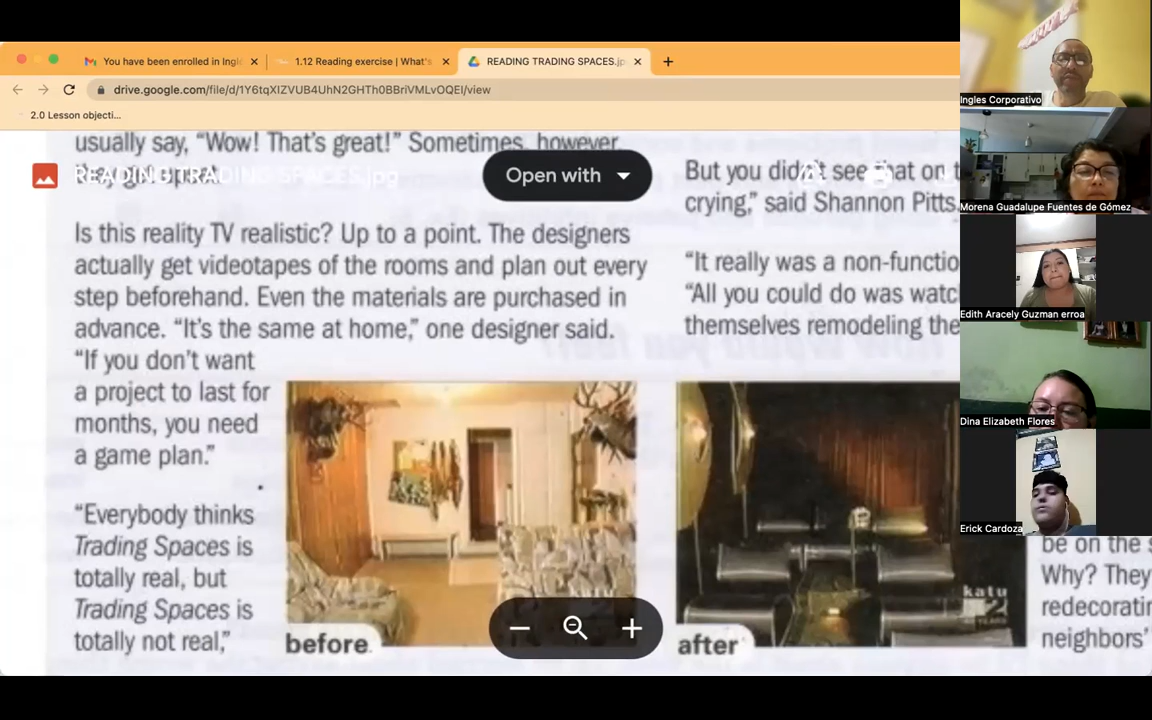 You have been enrolled in Inglé
1.12 Reading exercise | What's
READING TRADING SPACES.jp
drive.google.com/file/d/1Y6tqXIZVUB4UhN2GHTh0BBriVMLvOQEI/view
2.0 Lesson objecti...
READING TRADING SPACES.jpg
Open with
usually say, “Wow! That’s great!” Sometimes, however,
Is this reality TV realistic? Up to a point. The designers
actually get videotapes of the rooms and plan out every
step beforehand. Even the materials are purchased in
advance. “It’s the same at home,” one designer said.
“If you don’t want
a project to last for
months, you need
a game plan.”
“Everybody thinks
Trading Spaces is
totally real, but
Trading Spaces is
totally not real,”
before
But you didn’t see that on t
crying,” said Shannon Pitts
“It really was a non-functio
“All you could do was watc
themselves remodeling the
katu
2
after
be on the s
Why? They
redecoratin
neighbors’
Ingles Corporativo
Morena Guadalupe Fuentes de Gómez
Edith Aracely Guzman erroa
Dina Elizabeth Flores
Erick Cardoza